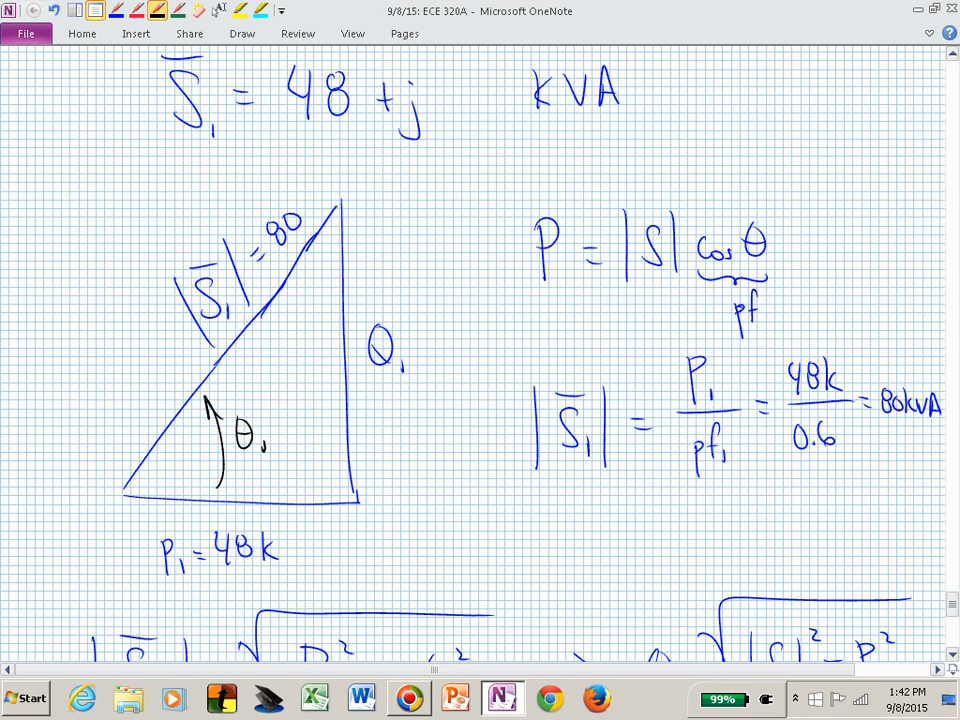 9/8/15: ECE 320A - Microsoft OneNote
File Home Insert Share Draw Review View Pages
S̅₁ = 48 + j KVA
|S̅₁| = 80
P = |S| cos θ
pf
Q₁
|S̅₁| = P₁/pf₁ = 48k/0.6 = 80kVA
θ₁
P₁ = 48k
|S|² - P²
Start
99%
1:42 PM
9/8/2015